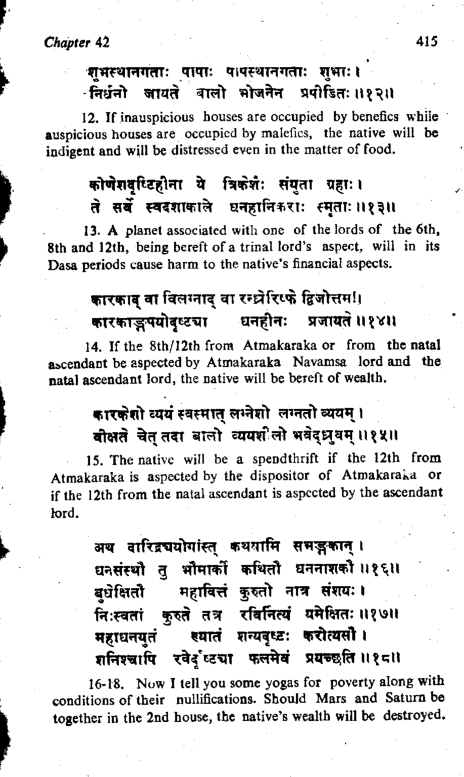 Chapter 42 415
शुभस्थानगताः पापाः पापस्थानगताः शुभाः ।
निर्धनो जायते बालो भोजनेन प्रपीडितः ॥१२॥
12. If inauspicious houses are occupied by benefics while
auspicious houses are occupied by malefics, the native will be
indigent and will be distressed even in the matter of food.
कोणेशदृष्टिहीना ये त्रिकेशैः संयुता ग्रहाः ।
ते सर्वे स्वदशाकाले धनहानिकराः स्मृताः ॥१३॥
13. A planet associated with one of the lords of the 6th,
8th and 12th, being bereft of a trinal lord's aspect, will in its
Dasa periods cause harm to the native's financial aspects.
कारकाद् वा विलग्नाद् वा रन्ध्रेरिष्फे द्विजोत्तम! ।
कारकाङ्गपयोदृष्टया धनहीनः प्रजायते ॥१४॥
14. If the 8th/12th from Atmakaraka or from the natal
ascendant be aspected by Atmakaraka Navamsa lord and the
natal ascendant lord, the native will be bereft of wealth.
कारकेशो व्ययं स्वस्मात् लग्नेशो लग्नतो व्ययम् ।
वीक्षते चेत् तदा बालो व्ययशीलो भवेद्ध्रुवम् ॥१५॥
15. The native will be a spendthrift if the 12th from
Atmakaraka is aspected by the dispositor of Atmakaraka or
if the 12th from the natal ascendant is aspected by the ascendant
lord.
अथ दारिद्रययोगांस्तु कथयामि सभङ्गकान् ।
धनसंस्थौ तु भौमार्की कथितौ धननाशकौ ॥१६॥
बुधेक्षितौ महावित्तं कुरुतो नात्र संशयः ।
निःस्वतां कुरुते तत्र रविनित्यं यमेक्षितः ॥१७॥
महाधनयुतं ख्यातं शन्यदृष्टः करोत्यसौ ।
शनिश्चापि रवेर्दृष्टया फलमेवं प्रयच्छति ॥१८॥
16-18. Now I tell you some yogas for poverty along with
conditions of their nullifications. Should Mars and Saturn be
together in the 2nd house, the native's wealth will be destroyed.